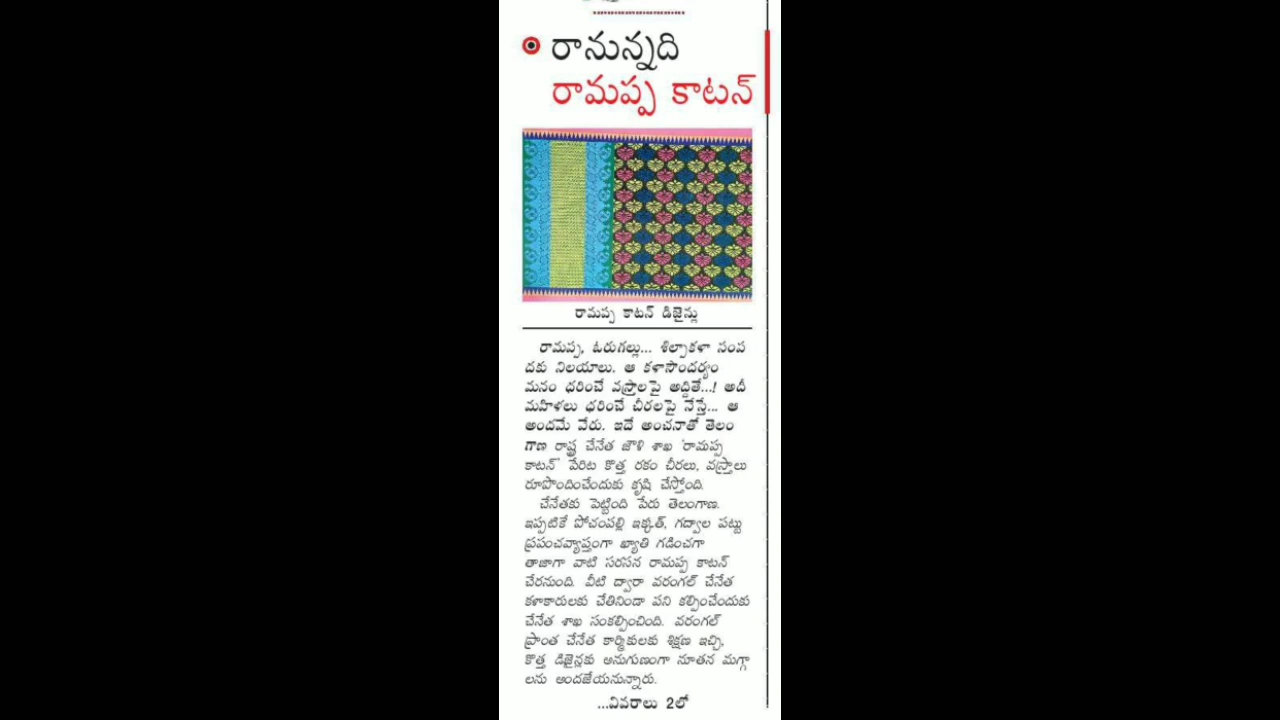 రానున్నది
రామప్ప కాటన్
రామప్ప కాటన్ డిజైన్లు
రామప్ప, ఓరుగల్లు... శిల్పాకళా సంప
దకు నిలయాలు. ఆ కళాసౌందర్యం
మనం ధరించే వస్త్రాలపై అద్దితే...! అదీ
మహిళలు ధరించే చీరలపై నేస్తే... ఆ
అందమే వేరు. ఇదే అంచనాతో తెలం
గాణ రాష్ట్ర చేనేత జౌళి శాఖ 'రామప్ప
కాటన్' పేరిట కొత్త రకం చీరలు, వస్త్రాలు
రూపొందించేందుకు కృషి చేస్తోంది.
చేనేతకు పెట్టింది పేరు తెలంగాణ.
ఇప్పటికే పోచంపల్లి ఇక్కత్, గద్వాల పట్టు
ప్రపంచవ్యాప్తంగా ఖ్యాతి గడించగా
తాజాగా వాటి సరసన రామప్ప కాటన్
చేరనుంది. వీటి ద్వారా వరంగల్ చేనేత
కళాకారులకు చేతినిండా పని కల్పించేందుకు
చేనేత శాఖ సంకల్పించింది. వరంగల్
ప్రాంత చేనేత కార్మికులకు శిక్షణ ఇచ్చి,
కొత్త డిజైన్లకు అనుగుణంగా నూతన మగ్గా
లను అందజేయనున్నారు.
...వివరాలు 2లో